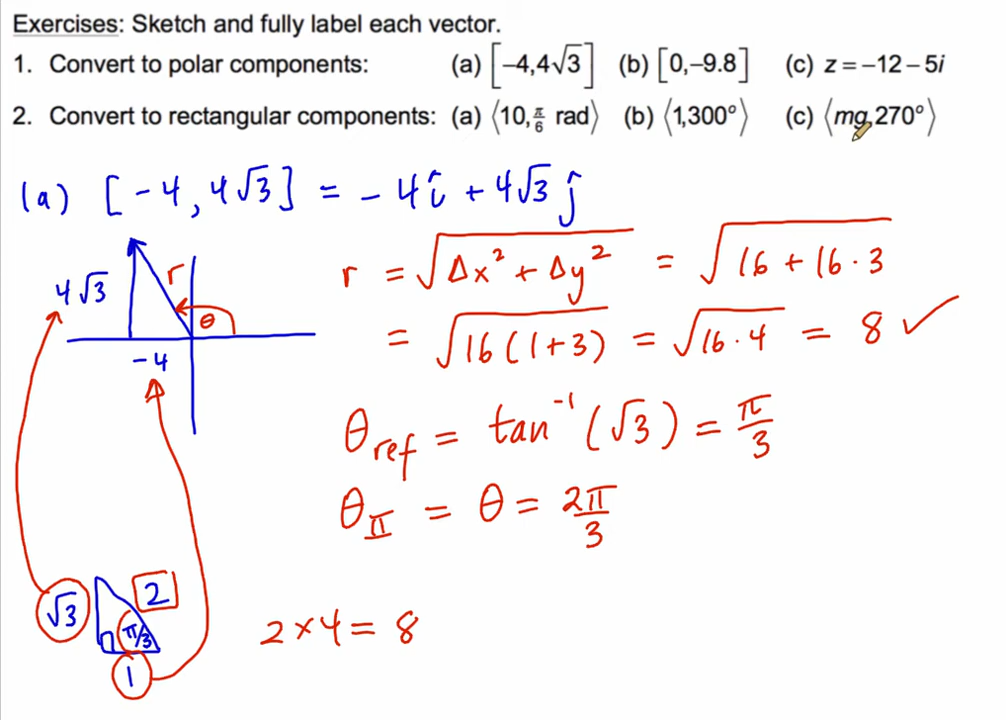 Exercises: Sketch and fully label each vector.
1. Convert to polar components: (a) [−4,4√3] (b) [0,−9.8] (c) z = −12 − 5i
2. Convert to rectangular components: (a) ⟨10,π/6 rad⟩ (b) ⟨1,300°⟩ (c) ⟨mg,270°⟩
(a) [-4, 4√3] = -4î + 4√3 ĵ
4√3 r θ
-4
r = √(Δx² + Δy²) = √(16 + 16·3)
= √(16(1+3)) = √(16·4) = 8 ✓
θref = tan⁻¹(√3) = π/3
θII = θ = 2π/3
√3 2
π/3
1
2×4 = 8